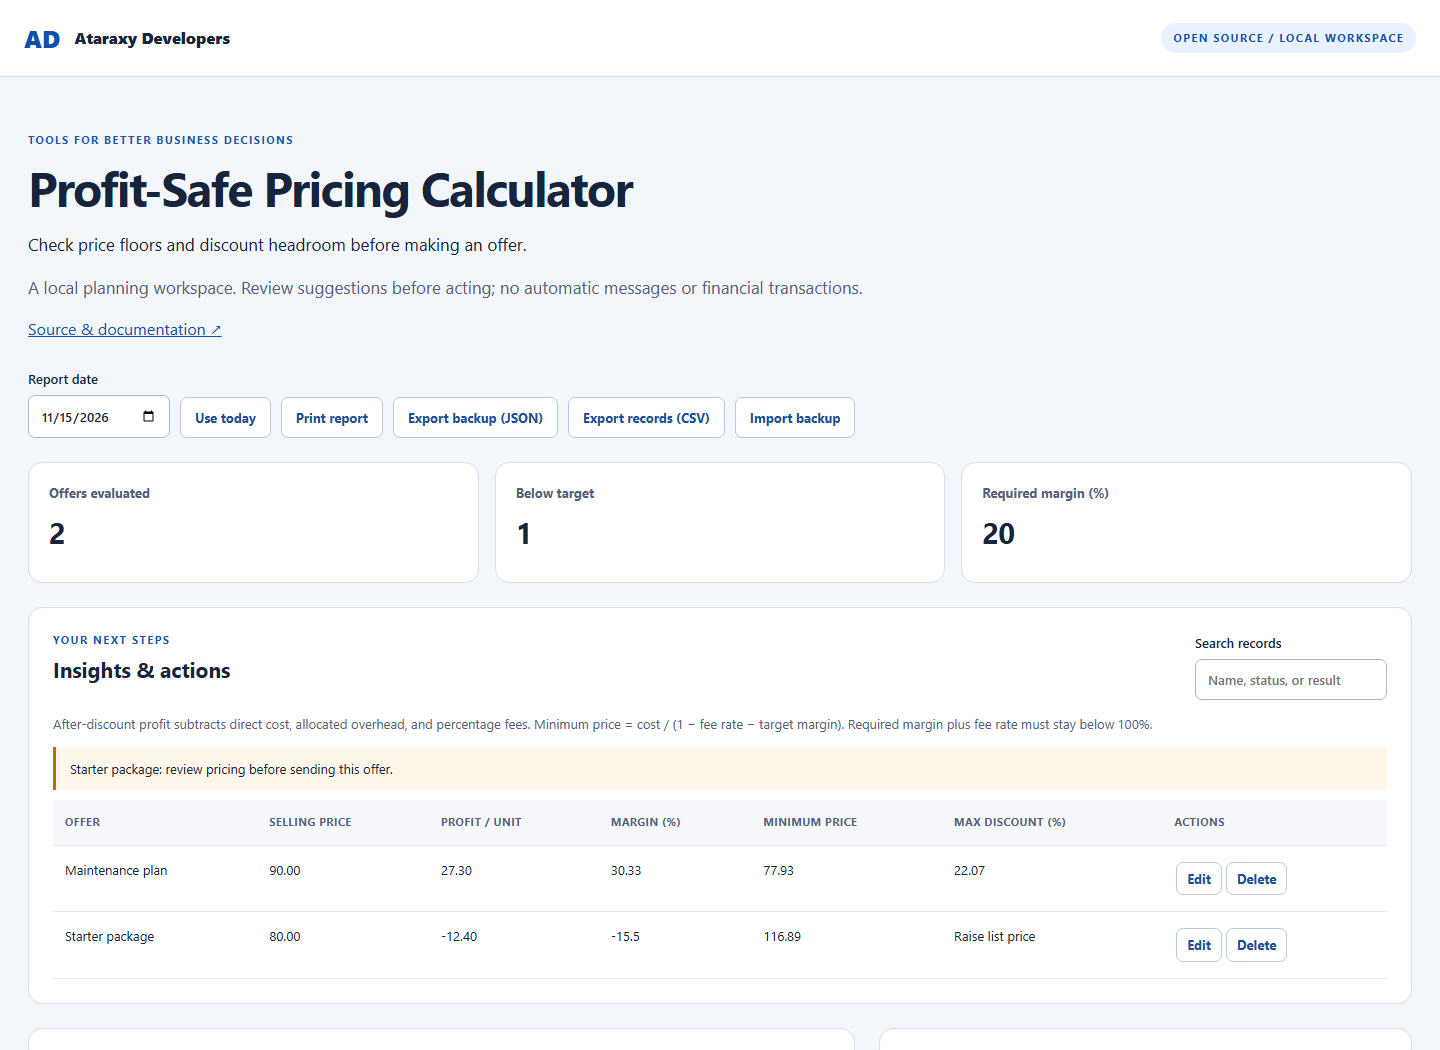 AD Ataraxy Developers
OPEN SOURCE / LOCAL WORKSPACE
TOOLS FOR BETTER BUSINESS DECISIONS
Profit-Safe Pricing Calculator
Check price floors and discount headroom before making an offer.
A local planning workspace. Review suggestions before acting; no automatic messages or financial transactions.
Source & documentation ↗
Report date
11/15/2026 Use today Print report Export backup (JSON) Export records (CSV) Import backup
Offers evaluated
2
Below target
1
Required margin (%)
20
YOUR NEXT STEPS
Insights & actions
Search records
Name, status, or result
After-discount profit subtracts direct cost, allocated overhead, and percentage fees. Minimum price = cost / (1 − fee rate − target margin). Required margin plus fee rate must stay below 100%.
Starter package: review pricing before sending this offer.
OFFER SELLING PRICE PROFIT / UNIT MARGIN (%) MINIMUM PRICE MAX DISCOUNT (%) ACTIONS
Maintenance plan 90.00 27.30 30.33 77.93 22.07 Edit Delete
Starter package 80.00 -12.40 -15.5 116.89 Raise list price Edit Delete